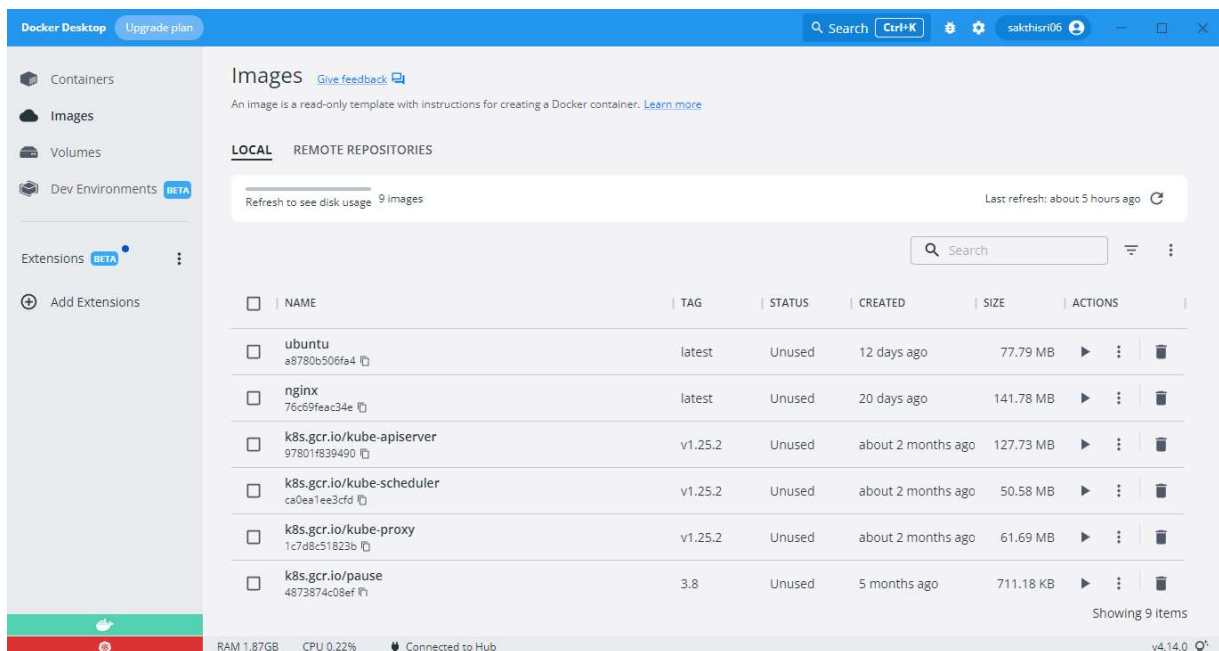 Docker Desktop Upgrade plan Search Ctrl+K sakthisri06
Containers
Images
Volumes
Dev Environments BETA
Extensions BETA
Add Extensions
Images Give feedback
An image is a read-only template with instructions for creating a Docker container. Learn more
LOCAL REMOTE REPOSITORIES
Refresh to see disk usage 9 images Last refresh: about 5 hours ago
Search
NAME TAG STATUS CREATED SIZE ACTIONS
ubuntu latest Unused 12 days ago 77.79 MB
a8780b506fa4
nginx latest Unused 20 days ago 141.78 MB
76c69feac34e
k8s.gcr.io/kube-apiserver v1.25.2 Unused about 2 months ago 127.73 MB
97801f839490
k8s.gcr.io/kube-scheduler v1.25.2 Unused about 2 months ago 50.58 MB
ca0ea1ee3cfd
k8s.gcr.io/kube-proxy v1.25.2 Unused about 2 months ago 61.69 MB
1c7d8c51823b
k8s.gcr.io/pause 3.8 Unused 5 months ago 711.18 KB
4873874c08ef
Showing 9 items
RAM 1.87GB CPU 0.22% Connected to Hub v4.14.0